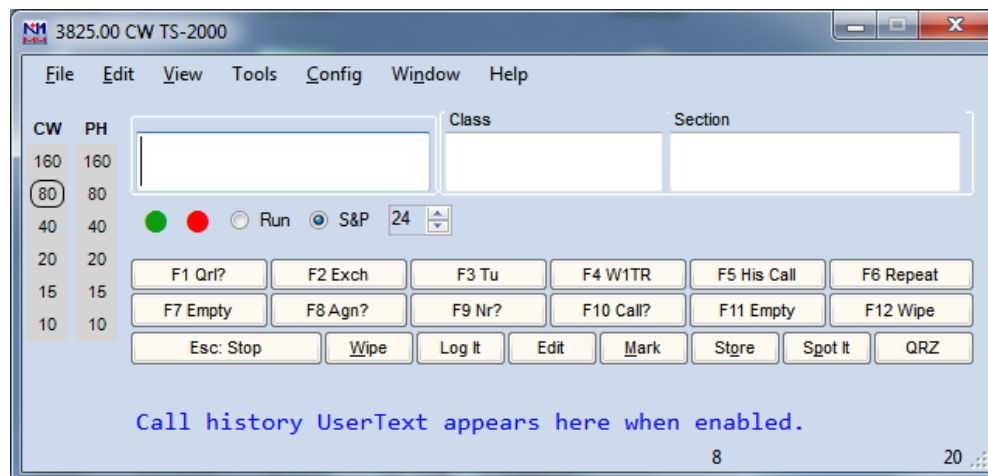 N1 MM 3825.00 CW TS-2000
File Edit View Tools Config Window Help
Class Section
CW PH
160 160
80 80
40 40
20 20
15 15
10 10
Run S&P 24
F1 Qrl? F2 Exch F3 Tu F4 W1TR F5 His Call F6 Repeat
F7 Empty F8 Agn? F9 Nr? F10 Call? F11 Empty F12 Wipe
Esc: Stop Wipe Log It Edit Mark Store Spot It QRZ
Call history UserText appears here when enabled.
8 20